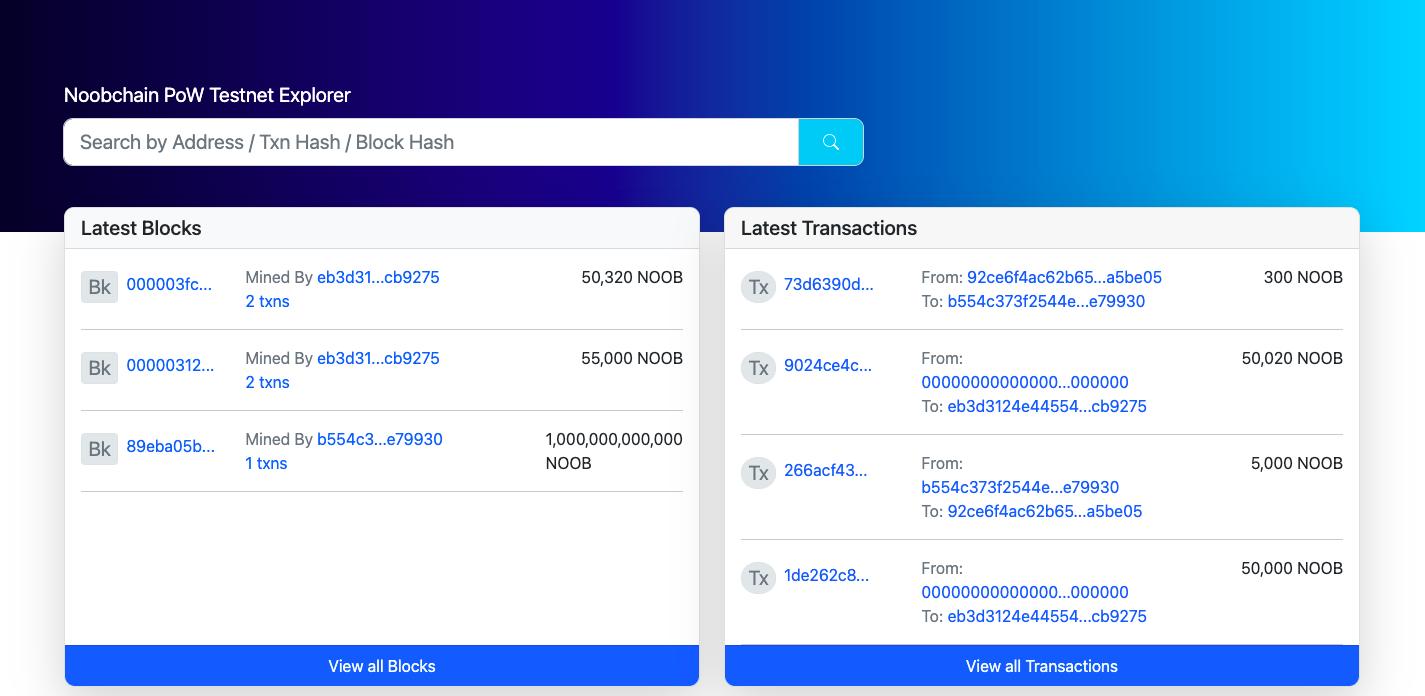 Noobchain PoW Testnet Explorer
Search by Address / Txn Hash / Block Hash
Latest Blocks
Bk 000003fc... Mined By eb3d31...cb9275 50,320 NOOB
2 txns
Bk 00000312... Mined By eb3d31...cb9275 55,000 NOOB
2 txns
Bk 89eba05b... Mined By b554c3...e79930 1,000,000,000,000
1 txns NOOB
View all Blocks
Latest Transactions
Tx 73d6390d... From: 92ce6f4ac62b65...a5be05 300 NOOB
To: b554c373f2544e...e79930
Tx 9024ce4c... From: 50,020 NOOB
00000000000000...000000
To: eb3d3124e44554...cb9275
Tx 266acf43... From: 5,000 NOOB
b554c373f2544e...e79930
To: 92ce6f4ac62b65...a5be05
Tx 1de262c8... From: 50,000 NOOB
00000000000000...000000
To: eb3d3124e44554...cb9275
View all Transactions